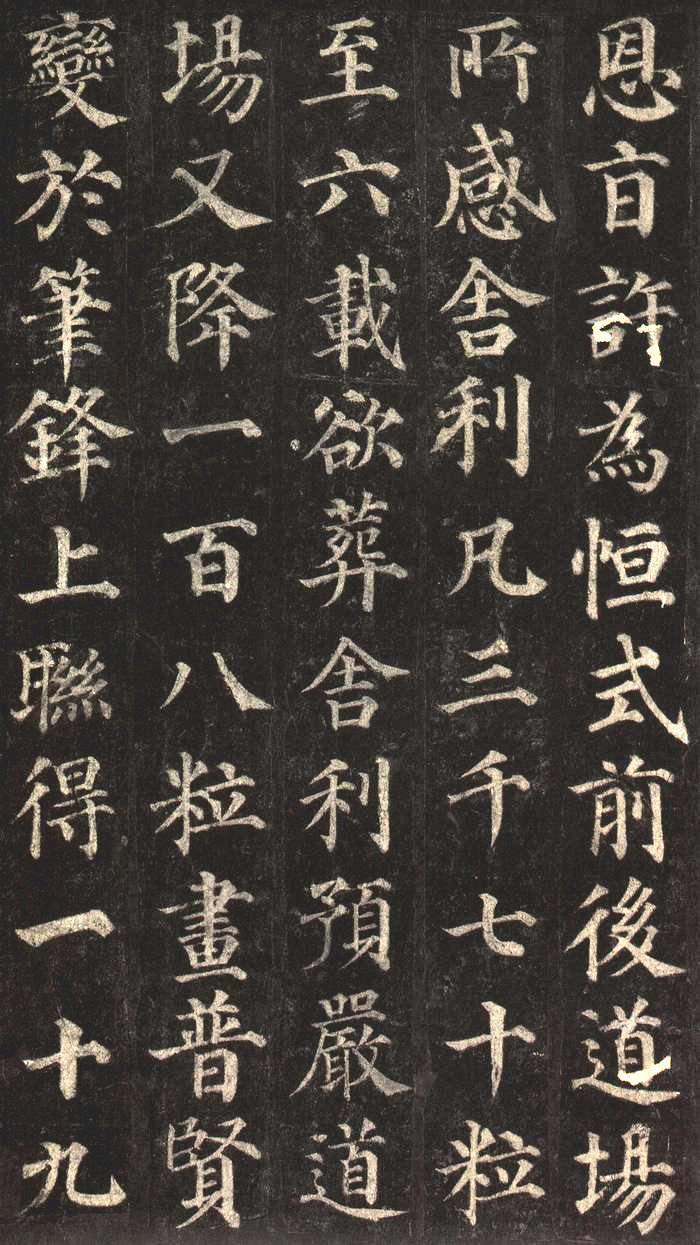 恩旨許為恒式前後道場
所感舍利凡三千七十粒
至六載欲葬舍利預嚴道
場又降一百八粒畫普賢
變於筆鋒上聯得一十九